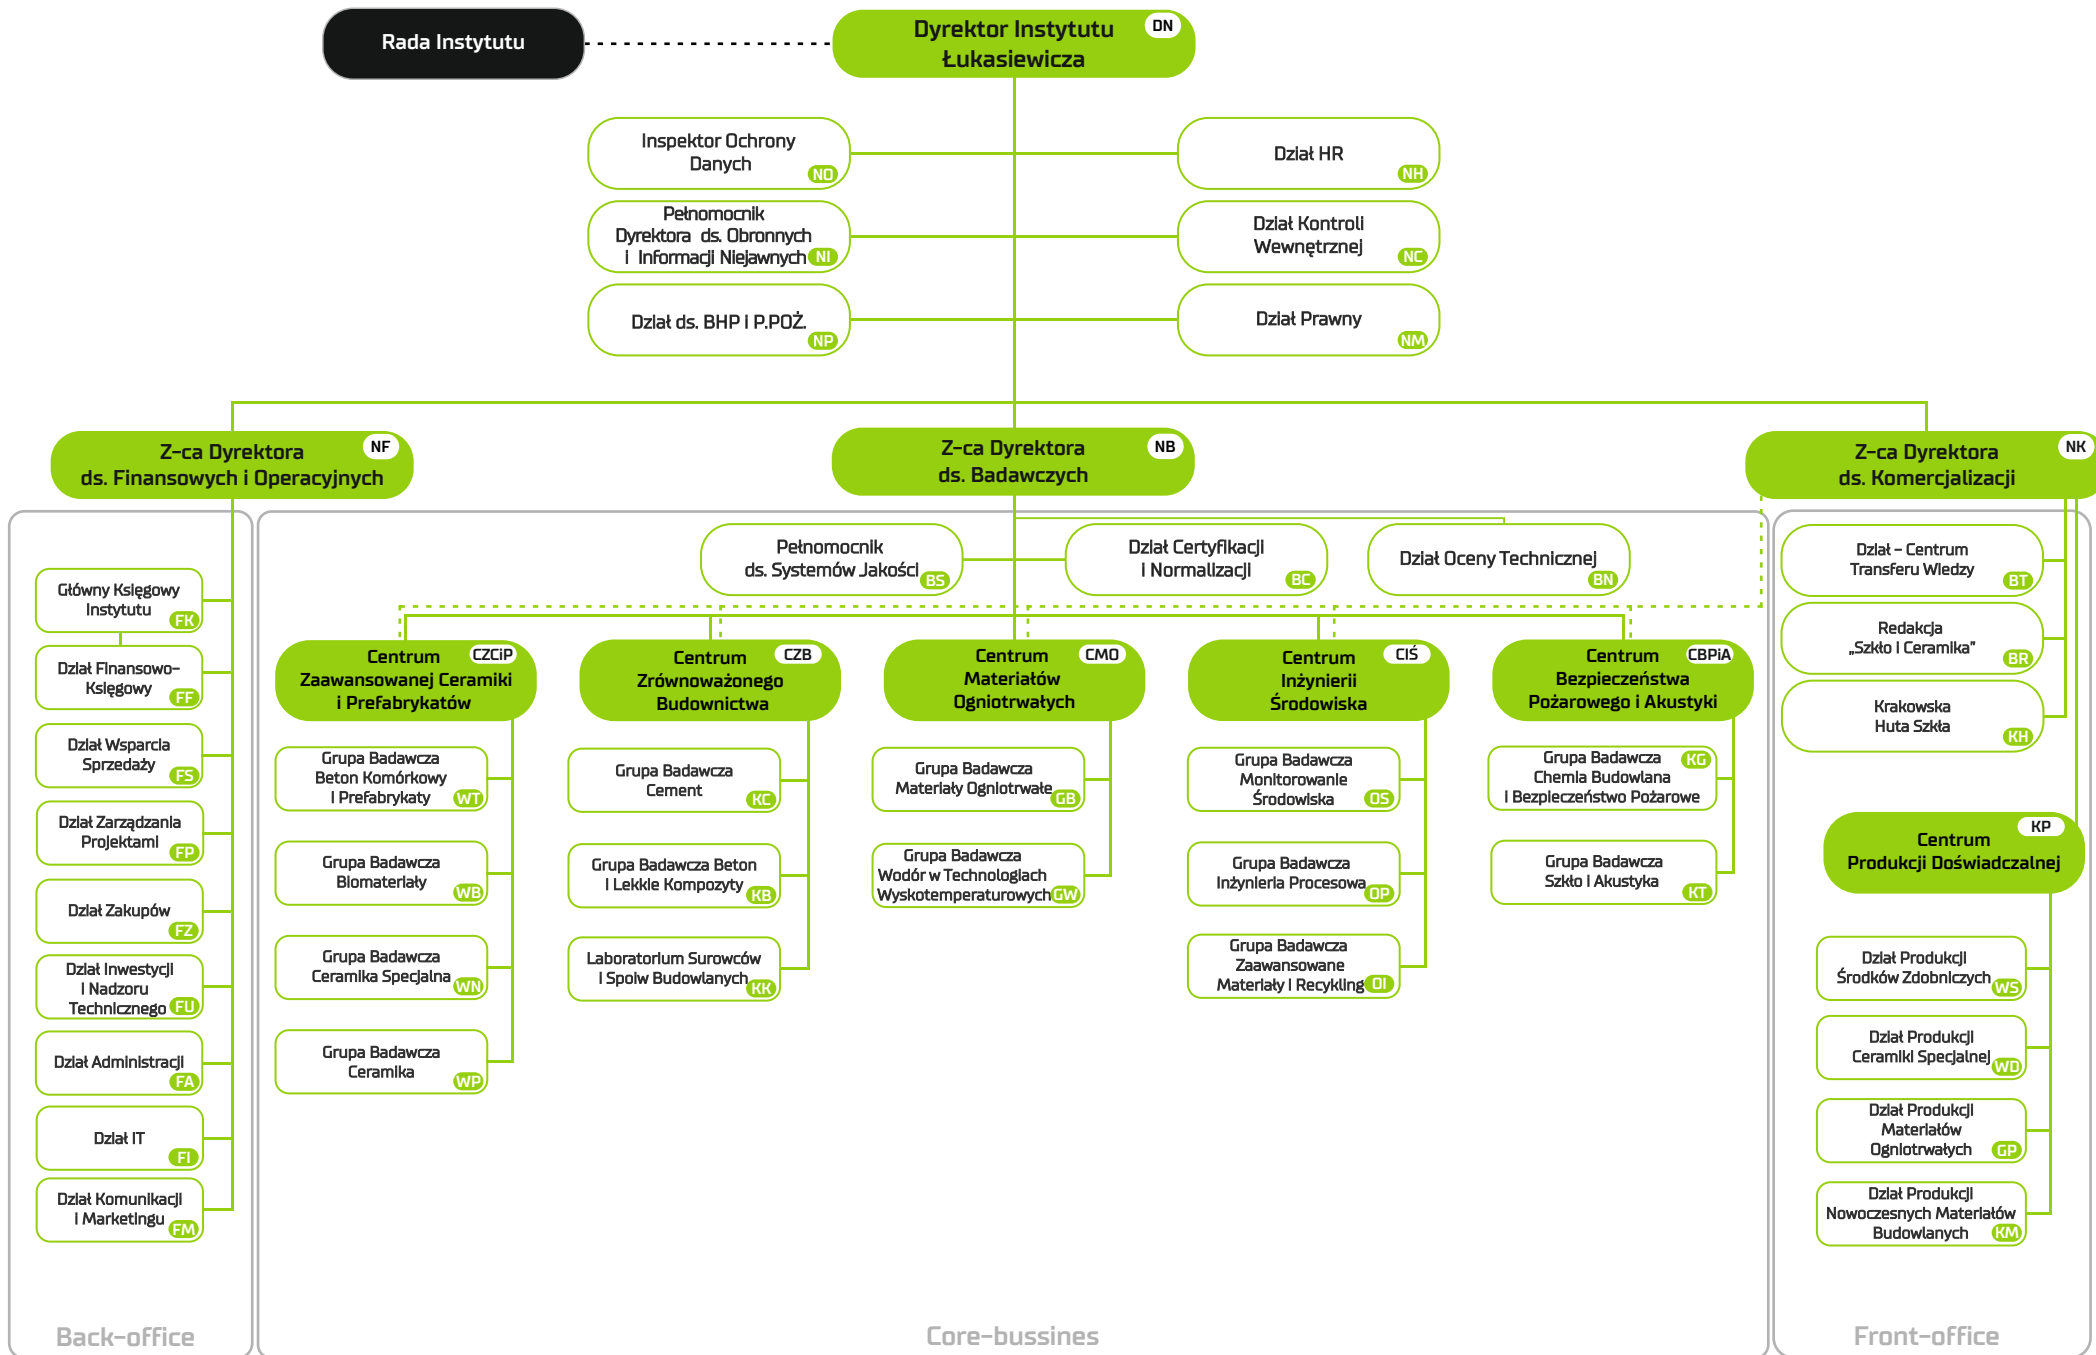 Rada Instytutu
Dyrektor Instytutu
Łukasiewicza
DN
Inspektor Ochrony
Danych
NO
Dział HR
NH
Pełnomocnik
Dyrektora ds. Obronnych
i Informacji Niejawnych
NI
Dział Kontroli
Wewnętrznej
NC
Dział ds. BHP i P.POŻ.
NP
Dział Prawny
NM
Z-ca Dyrektora
ds. Finansowych i Operacyjnych
NF
Z-ca Dyrektora
ds. Badawczych
NB
Z-ca Dyrektora
ds. Komercjalizacji
NK
Główny Księgowy
Instytutu
FK
Dział Finansowo-
Księgowy
FF
Dział Wsparcia
Sprzedaży
FS
Dział Zarządzania
Projektami
FP
Dział Zakupów
FZ
Dział Inwestycji
i Nadzoru
Technicznego
FU
Dział Administracji
FA
Dział IT
FI
Dział Komunikacji
i Marketingu
FM
Back-office
Pełnomocnik
ds. Systemów Jakości
BS
Dział Certyfikacji
i Normalizacji
BC
Dział Oceny Technicznej
BN
Centrum
Zaawansowanej Ceramiki
i Prefabrykatów
CZCiP
Grupa Badawcza
Beton Komórkowy
i Prefabrykaty
WT
Grupa Badawcza
Biomateriały
WB
Grupa Badawcza
Ceramika Specjalna
WN
Grupa Badawcza
Ceramika
WP
Centrum
Zrównoważonego
Budownictwa
CZB
Grupa Badawcza
Cement
KC
Grupa Badawcza Beton
i Lekkie Kompozyty
KB
Laboratorium Surowców
i Spoiw Budowlanych
KK
Centrum
Materiałów
Ogniotrwałych
CMO
Grupa Badawcza
Materiały Ogniotrwałe
GB
Grupa Badawcza
Wodór w Technologiach
Wyskotemperaturowych
GW
Centrum
Inżynierii
Środowiska
CIŚ
Grupa Badawcza
Monitorowanie
Środowiska
OS
Grupa Badawcza
Inżynieria Procesowa
OP
Grupa Badawcza
Zaawansowane
Materiały i Recykling
OI
Centrum
Bezpieczeństwa
Pożarowego i Akustyki
CBPiA
Grupa Badawcza
Chemia Budowlana
i Bezpieczeństwo Pożarowe
KG
Grupa Badawcza
Szkło i Akustyka
KT
Core-bussines
Dział - Centrum
Transferu Wiedzy
BT
Redakcja
„Szkło i Ceramika”
BR
Krakowska
Huta Szkła
KH
Centrum
Produkcji Doświadczalnej
KP
Dział Produkcji
Środków Zdobniczych
WS
Dział Produkcji
Ceramiki Specjalnej
WD
Dział Produkcji
Materiałów
Ogniotrwałych
GP
Dział Produkcji
Nowoczesnych Materiałów
Budowlanych
KM
Front-office